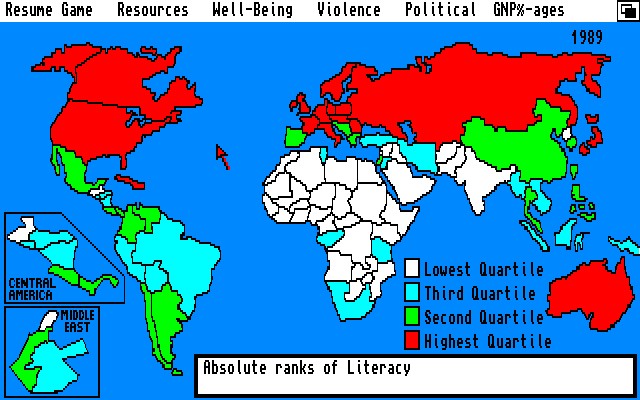 Resume Game Resources Well-Being Violence Political GNP%-ages
1989
CENTRAL
AMERICA
MIDDLE
EAST
Lowest Quartile
Third Quartile
Second Quartile
Highest Quartile
Absolute ranks of Literacy